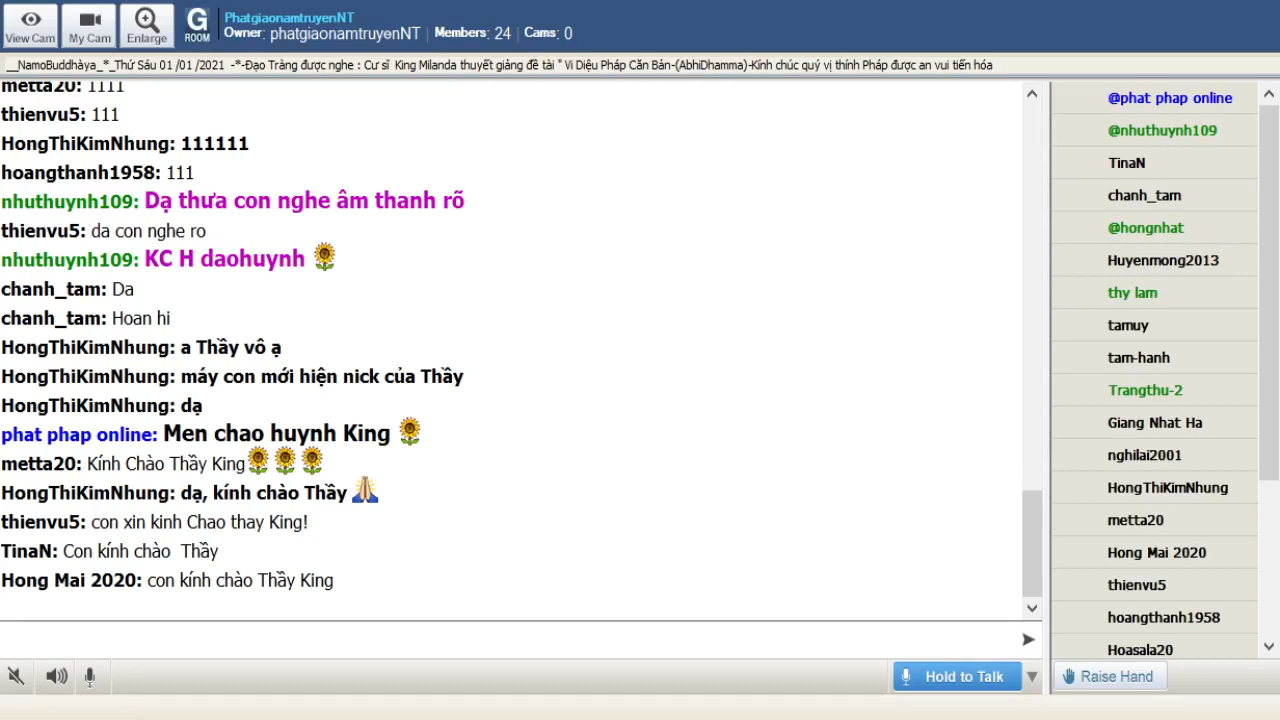 View Cam
My Cam
Enlarge
G
ROOM
PhatgiaonamtruyenNT
Owner: phatgiaonamtruyenNT | Members: 24 | Cams: 0
__NamoBuddhàya_*_Thứ Sáu 01 /01 /2021 -*-Đạo Tràng được nghe : Cư sĩ King Milanda thuyết giảng đề tài " Vi Diệu Pháp Căn Bản-(AbhiDhamma)-Kính chúc quý vị thính Pháp được an vui tiến hóa
metta20: 1111
thienvu5: 111
HongThiKimNhung: 111111
hoangthanh1958: 111
nhuthuynh109: Dạ thưa con nghe âm thanh rõ
thienvu5: da con nghe ro
nhuthuynh109: KC H daohuynh
chanh_tam: Da
chanh_tam: Hoan hi
HongThiKimNhung: a Thầy vô ạ
HongThiKimNhung: máy con mới hiện nick của Thầy
HongThiKimNhung: dạ
phat phap online: Men chao huynh King
metta20: Kính Chào Thầy King
HongThiKimNhung: dạ, kính chào Thầy
thienvu5: con xin kinh Chao thay King!
TinaN: Con kính chào  Thầy
Hong Mai 2020: con kính chào Thầy King
@phat phap online
@nhuthuynh109
TinaN
chanh_tam
@hongnhat
Huyenmong2013
thy lam
tamuy
tam-hanh
Trangthu-2
Giang Nhat Ha
nghilai2001
HongThiKimNhung
metta20
Hong Mai 2020
thienvu5
hoangthanh1958
Hoasala20
Hold to Talk
Raise Hand